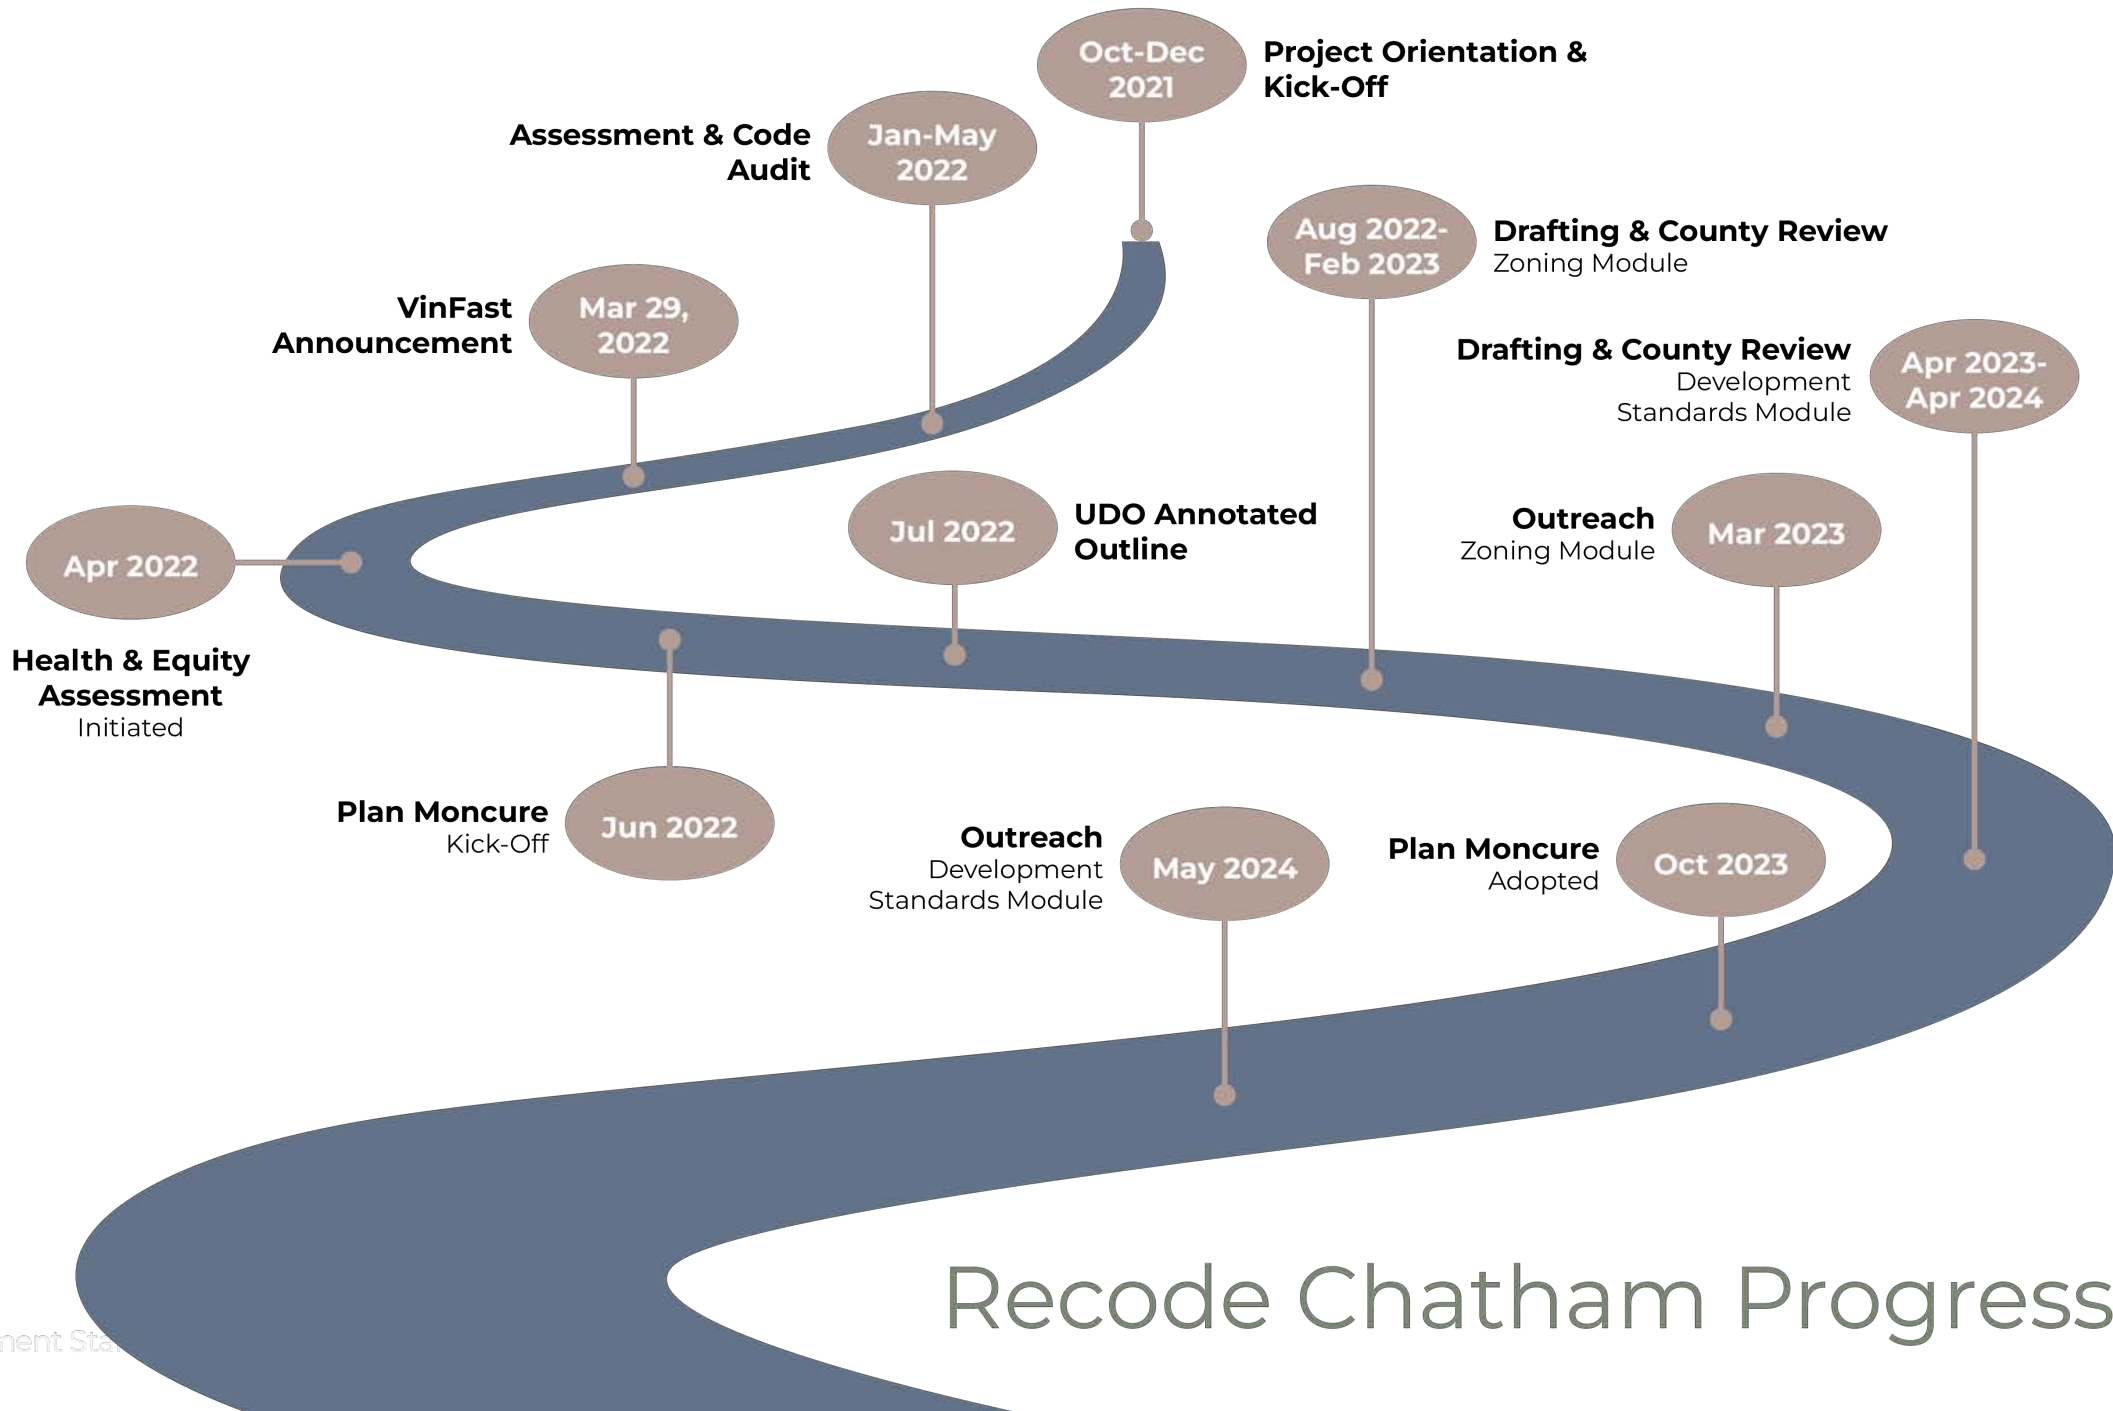 Oct-Dec
2021
Project Orientation &
Kick-Off
Assessment & Code
Audit
Jan-May
2022
VinFast
Announcement
Mar 29,
2022
Apr 2022
Health & Equity
Assessment
Initiated
Plan Moncure
Kick-Off
Jun 2022
Jul 2022
UDO Annotated
Outline
Aug 2022-
Feb 2023
Drafting & County Review
Zoning Module
Outreach
Zoning Module
Mar 2023
Drafting & County Review
Development
Standards Module
Apr 2023-
Apr 2024
Plan Moncure
Adopted
Oct 2023
Outreach
Development
Standards Module
May 2024
Recode Chatham Progress